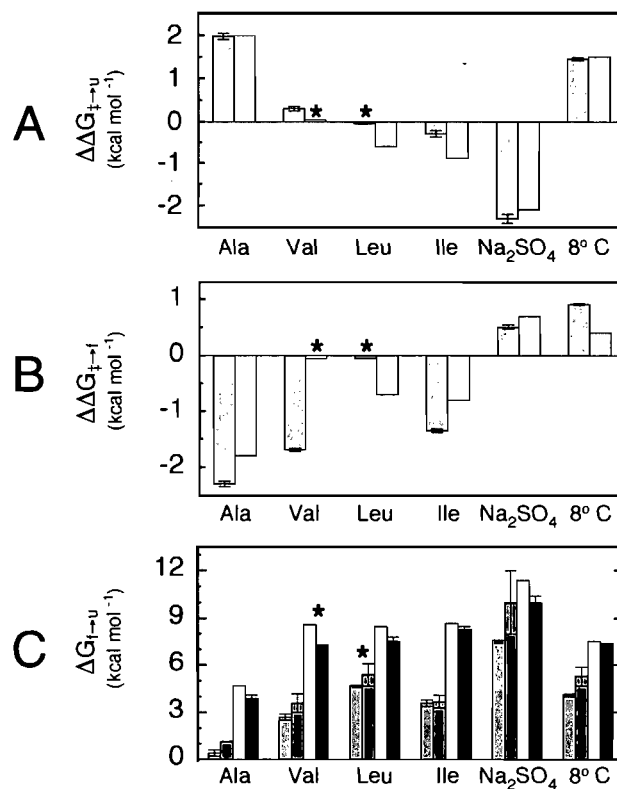 A
ΔΔG‡→u
(kcal mol⁻¹)
2
1
0
-1
-2
*
*
Ala Val Leu Ile Na₂SO₄ 8° C
B
ΔΔG‡→f
(kcal mol⁻¹)
1
0
-1
-2
*
*
Ala Val Leu Ile Na₂SO₄ 8° C
C
ΔGf→u
(kcal mol⁻¹)
12
9
6
3
0
*
*
Ala Val Leu Ile Na₂SO₄ 8° C